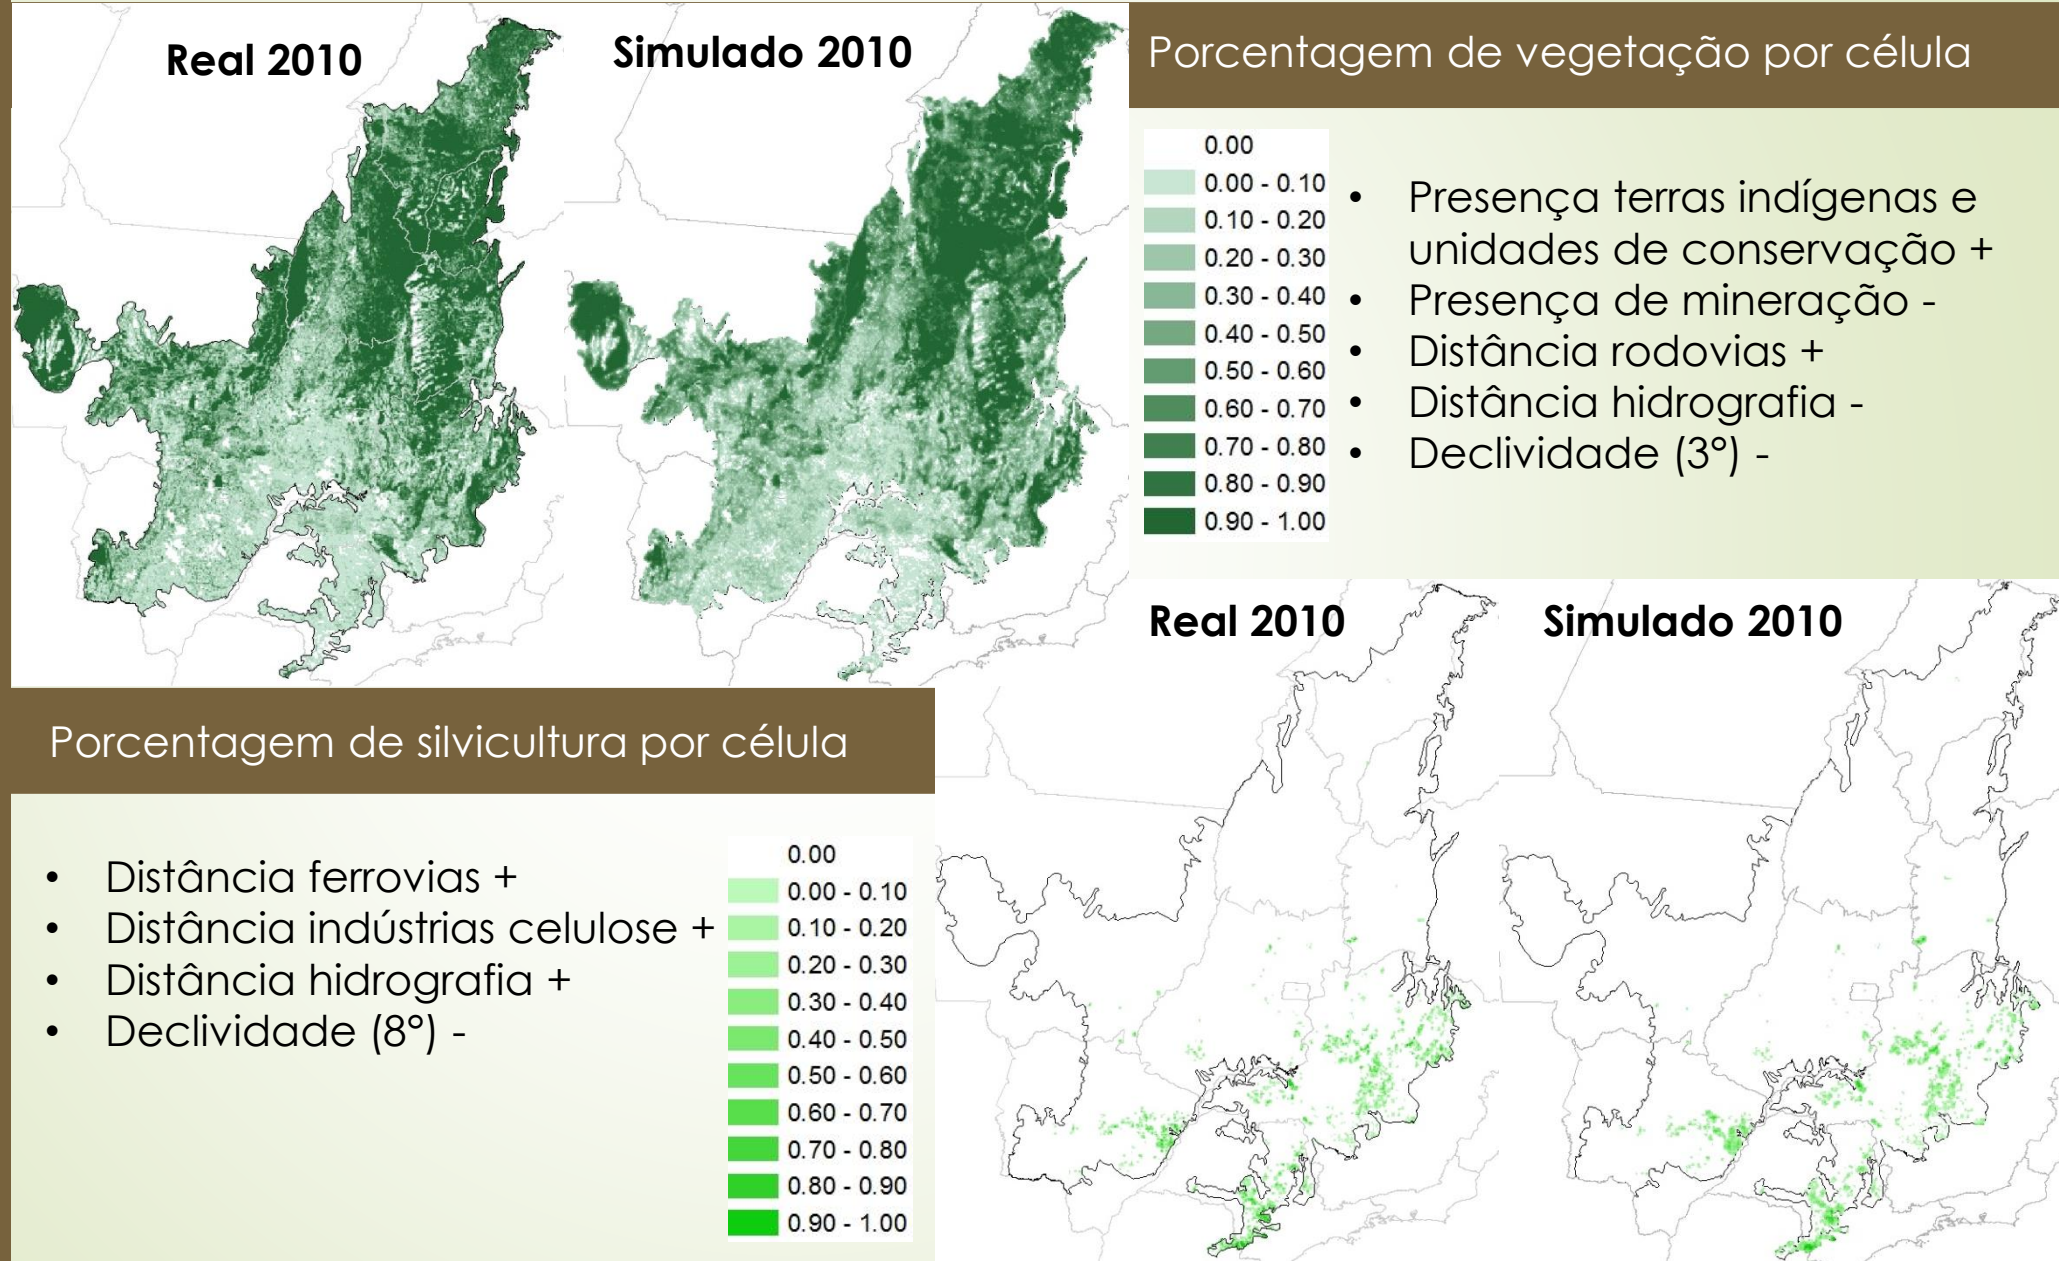 Real 2010
Simulado 2010
Porcentagem de vegetação por célula
0.00
0.00 - 0.10
0.10 - 0.20
0.20 - 0.30
0.30 - 0.40
0.40 - 0.50
0.50 - 0.60
0.60 - 0.70
0.70 - 0.80
0.80 - 0.90
0.90 - 1.00
• Presença terras indígenas e
unidades de conservação +
• Presença de mineração -
• Distância rodovias +
• Distância hidrografia -
• Declividade (3°) -
Porcentagem de silvicultura por célula
• Distância ferrovias +
• Distância indústrias celulose +
• Distância hidrografia +
• Declividade (8°) -
0.00
0.00 - 0.10
0.10 - 0.20
0.20 - 0.30
0.30 - 0.40
0.40 - 0.50
0.50 - 0.60
0.60 - 0.70
0.70 - 0.80
0.80 - 0.90
0.90 - 1.00
Real 2010
Simulado 2010